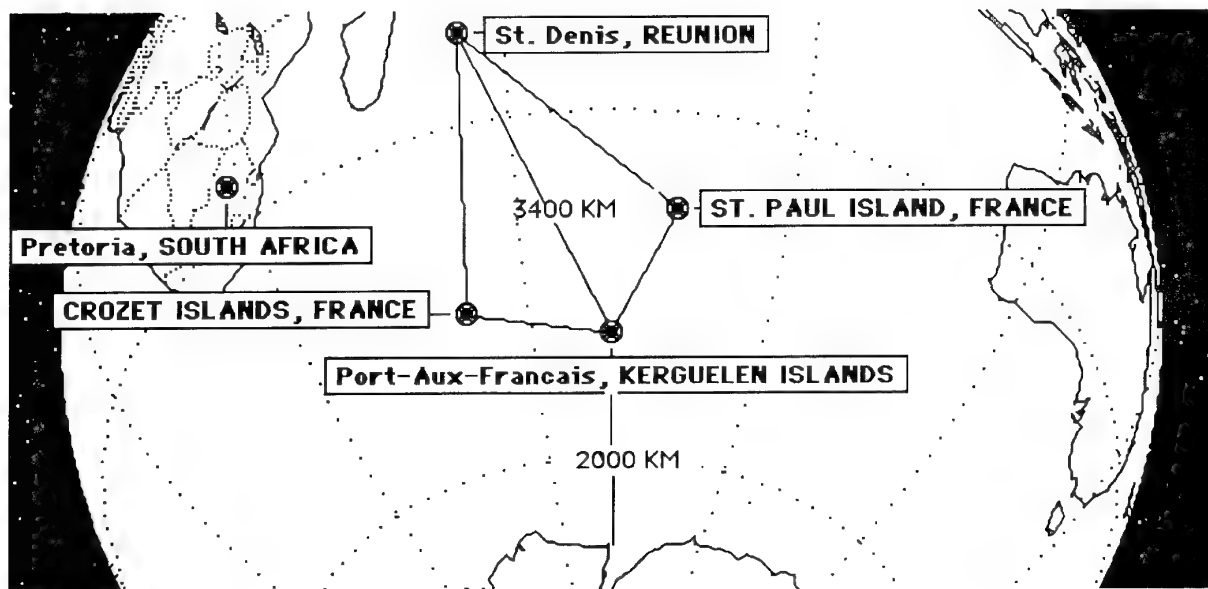 St. Denis, REUNION
3400 KM
ST. PAUL ISLAND, FRANCE
Pretoria, SOUTH AFRICA
CROZET ISLANDS, FRANCE
Port-Aux-Francais, KERGUELEN ISLANDS
2000 KM